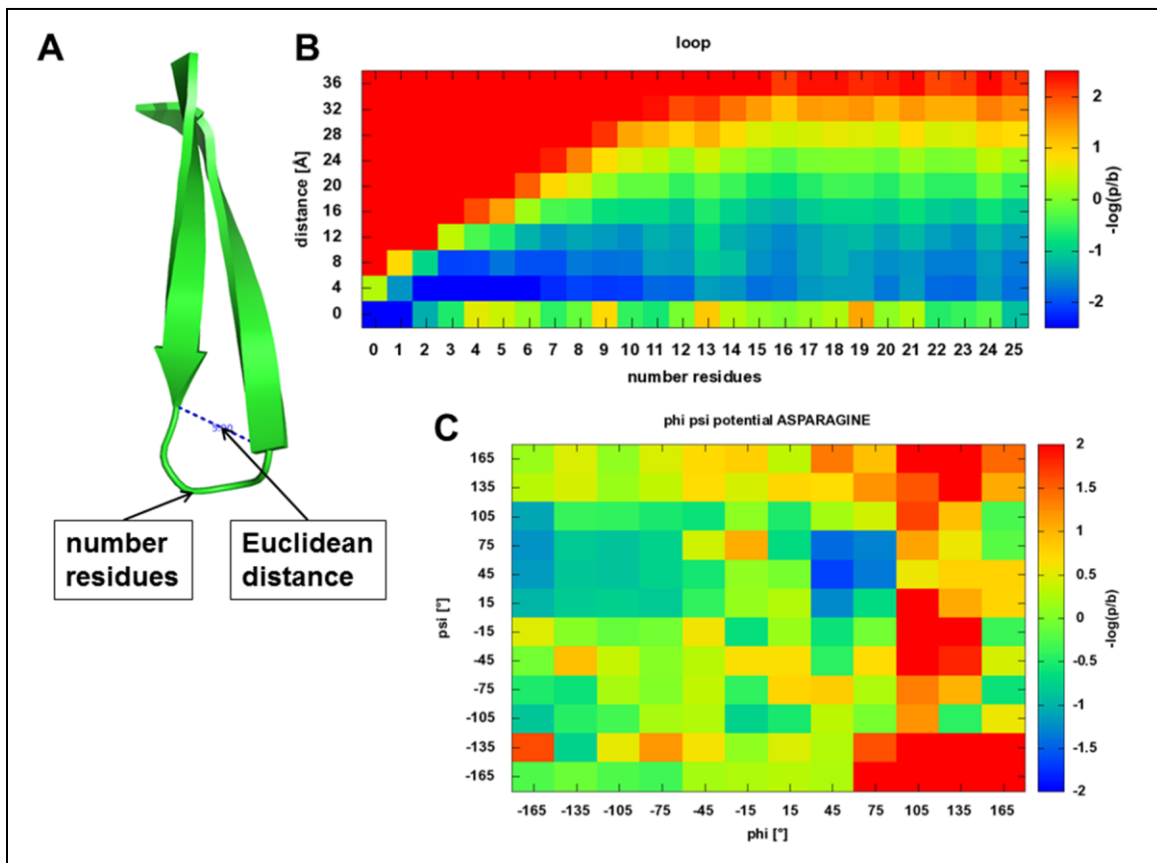 A
number
residues
Euclidean
distance
B
loop
distance [Å]
36
32
28
24
20
16
12
8
4
0
0 1 2 3 4 5 6 7 8 9 10 11 12 13 14 15 16 17 18 19 20 21 22 23 24 25
number residues
2
1
0
-1
-2
-log(p/b)
C
phi psi potential ASPARAGINE
psi [°]
165
135
105
75
45
15
-15
-45
-75
-105
-135
-165
-165 -135 -105 -75 -45 -15 15 45 75 105 135 165
phi [°]
2
1.5
1
0.5
0
-0.5
-1
-1.5
-2
-log(p/b)